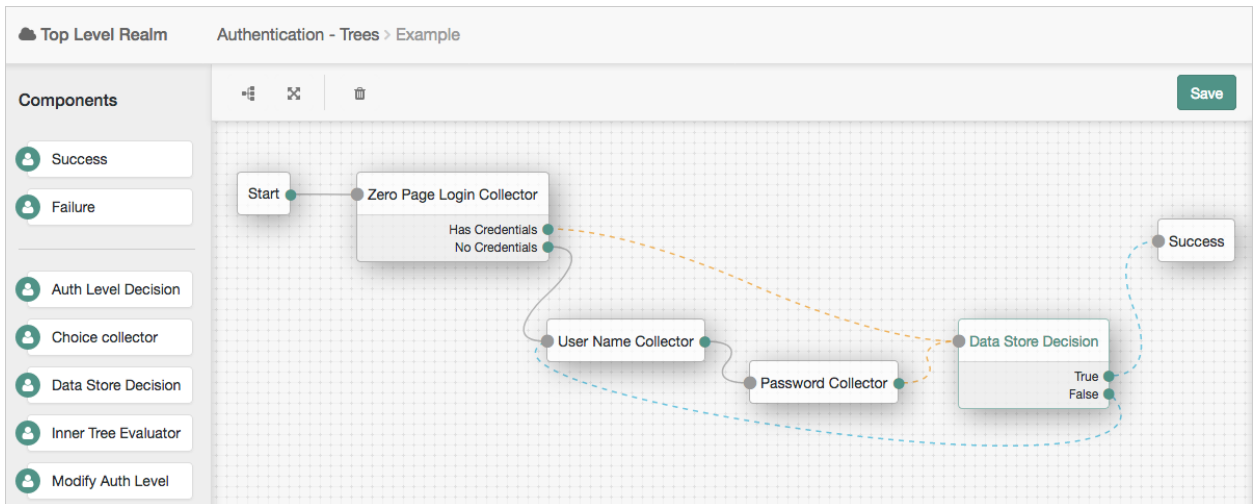 Top Level Realm
Authentication - Trees > Example
Components
Save
Success
Failure
Auth Level Decision
Choice collector
Data Store Decision
Inner Tree Evaluator
Modify Auth Level
Start
Zero Page Login Collector
Has Credentials
No Credentials
User Name Collector
Password Collector
Data Store Decision
True
False
Success